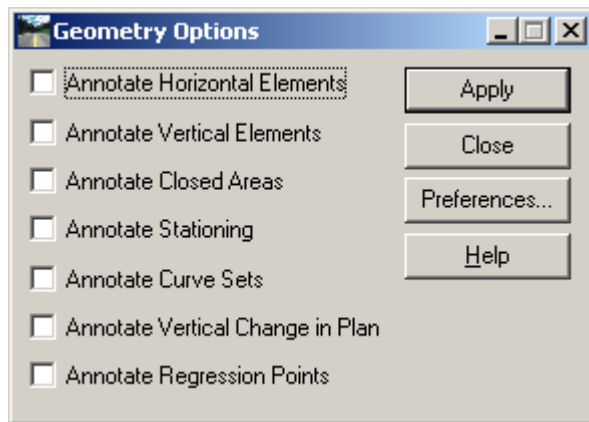 Geometry Options
Annotate Horizontal Elements
Apply
Annotate Vertical Elements
Close
Annotate Closed Areas
Preferences...
Annotate Stationing
Help
Annotate Curve Sets
Annotate Vertical Change in Plan
Annotate Regression Points